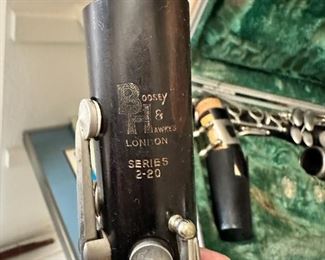 BOOSEY
&
HAWKES
LONDON
SERIES
2-20